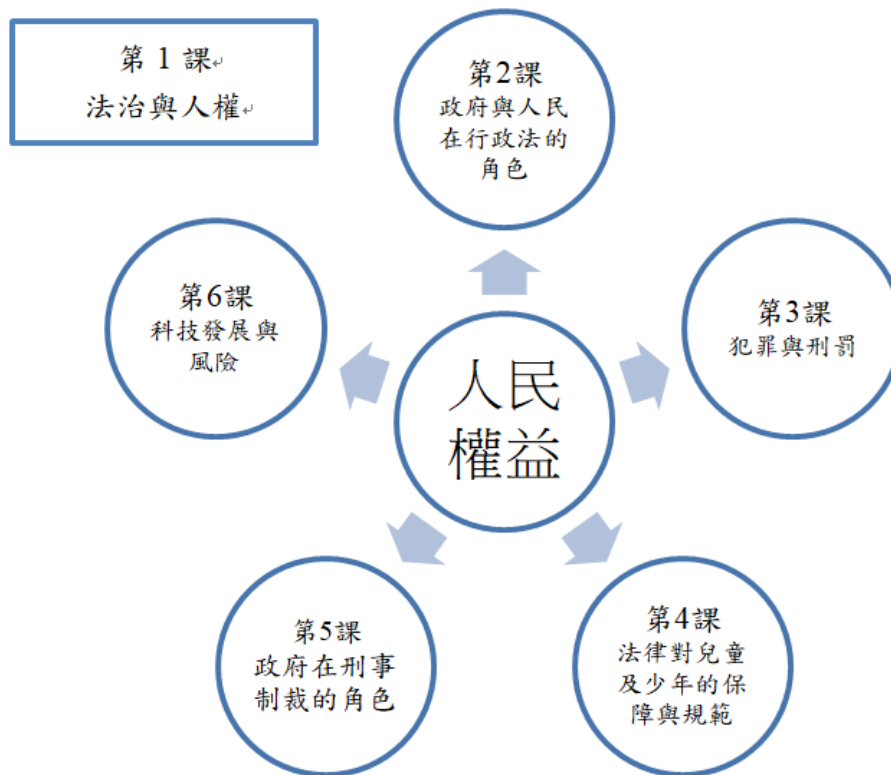 第 1 課
法治與人權
第2課
政府與人民
在行政法的
角色
第3課
犯罪與刑罰
第4課
法律對兒童
及少年的保
障與規範
第5課
政府在刑事
制裁的角色
第6課
科技發展與
風險
人民
權益